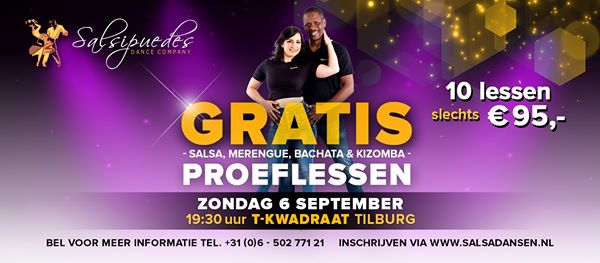 Salsipuedes
DANCE COMPANY
10 lessen
slechts €95,-
GRATIS
- SALSA, MERENGUE, BACHATA & KIZOMBA -
PROEFLESSEN
ZONDAG 6 SEPTEMBER
19:30 uur T-KWADRAAT TILBURG
BEL VOOR MEER INFORMATIE TEL. +31 (0)6 - 502 771 21 INSCHRIJVEN VIA WWW.SALSADANSEN.NL